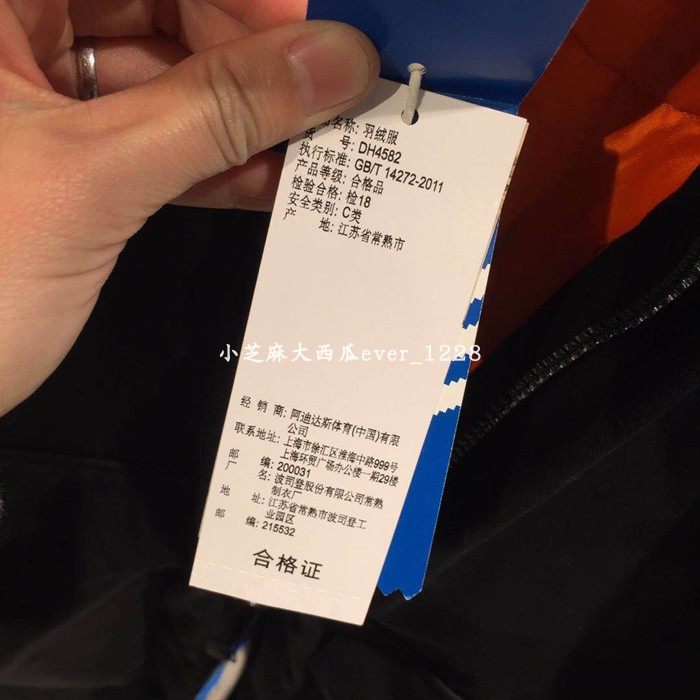 名称: 羽绒服
货 号: DH4582
执行标准: GB/T 14272-2011
产品等级: 合格品
检验合格: 检18
安全类别: C类
产 地: 江苏省常熟市
小芝麻大西瓜ever_1228
经 销 商: 阿迪达斯体育(中国)有限
公司
联系地址: 上海市徐汇区淮海中路999号
上海环贸广场办公楼一期29楼
邮 编: 200031
厂 名: 波司登股份有限公司常熟
制衣厂
地 址: 江苏省常熟市波司登工
业园区
邮 编: 215532
合格证